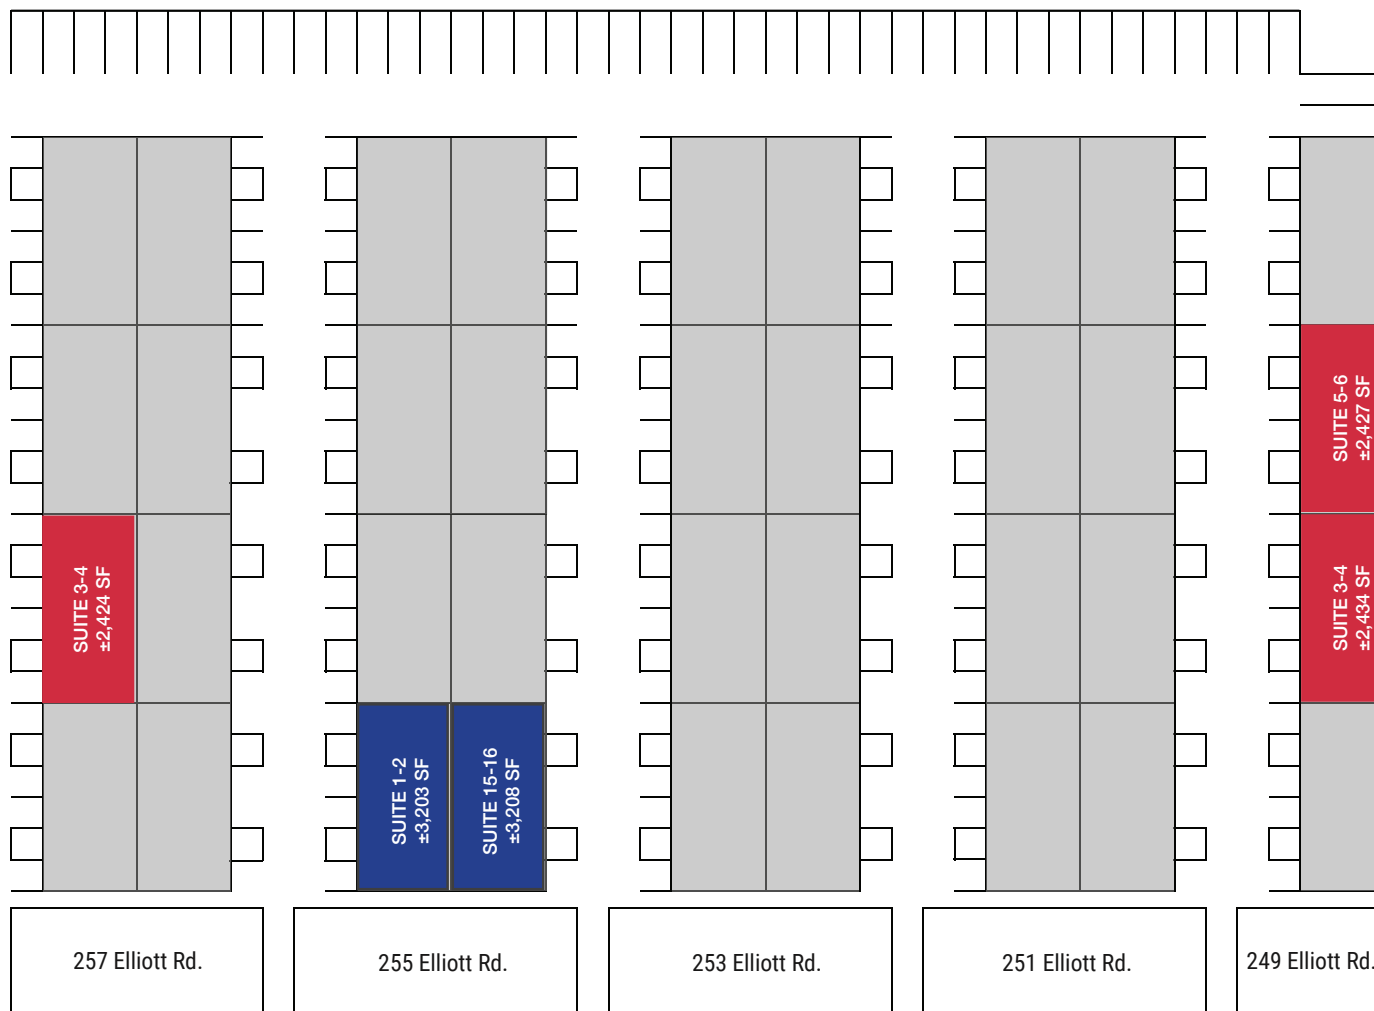 SUITE 5-6
±2,427 SF
SUITE 3-4
±2,424 SF
SUITE 3-4
±2,434 SF
SUITE 1-2
±3,203 SF
SUITE 15-16
±3,208 SF
257 Elliott Rd.
255 Elliott Rd.
253 Elliott Rd.
251 Elliott Rd.
249 Elliott Rd.